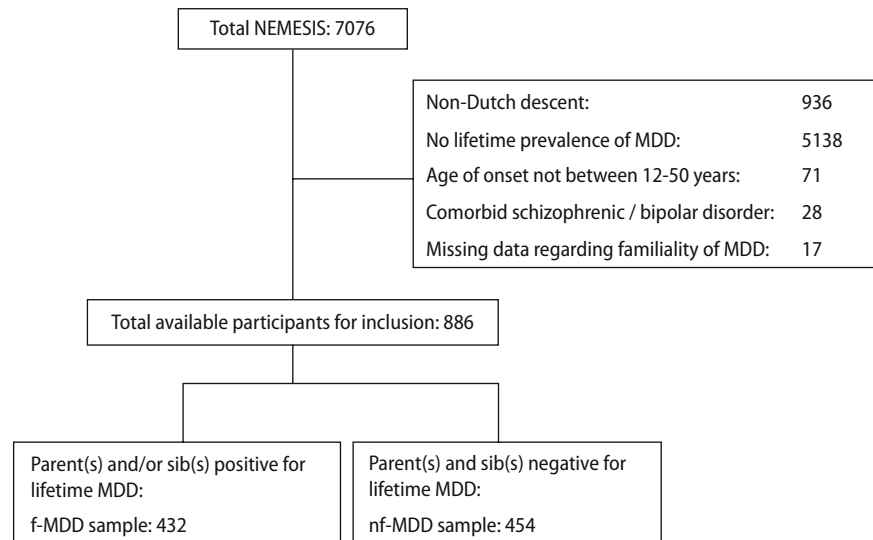 Total NEMESIS: 7076
Non-Dutch descent: 936
No lifetime prevalence of MDD: 5138
Age of onset not between 12-50 years: 71
Comorbid schizophrenic / bipolar disorder: 28
Missing data regarding familiality of MDD: 17
Total available participants for inclusion: 886
Parent(s) and/or sib(s) positive for
lifetime MDD:
f-MDD sample: 432
Parent(s) and sib(s) negative for
lifetime MDD:
nf-MDD sample: 454